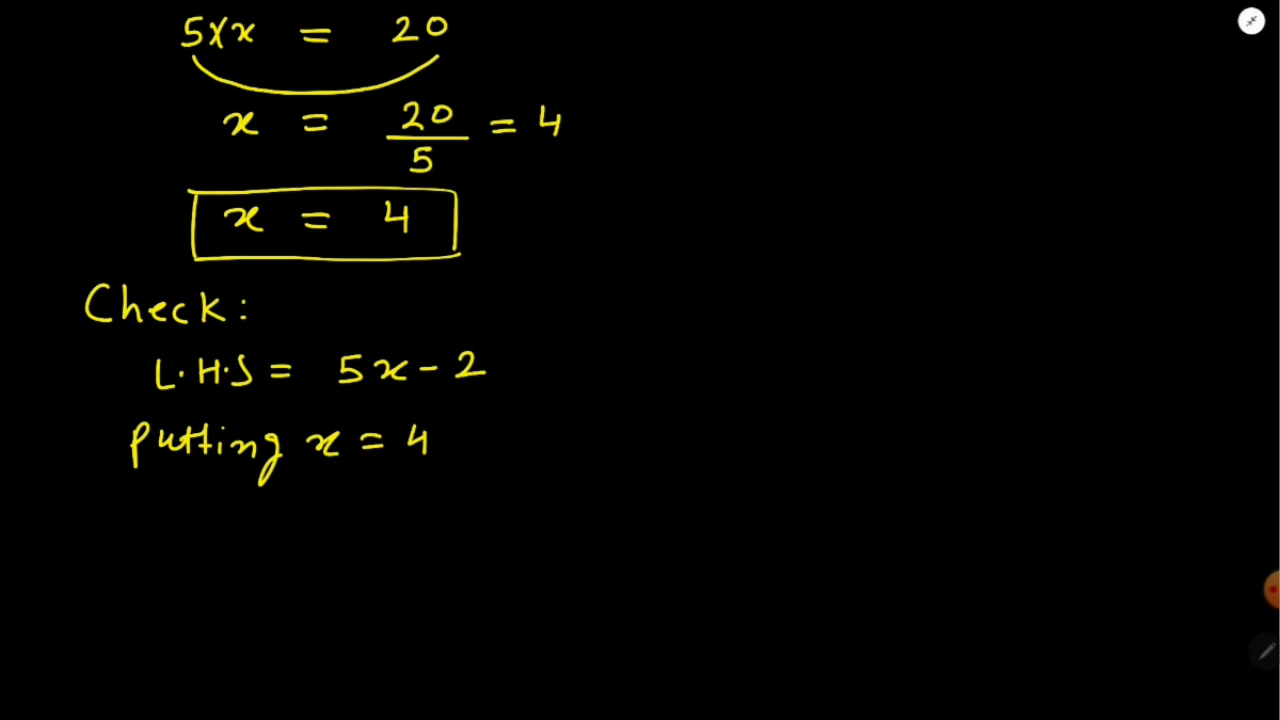 5×x = 20
x = 20/5 = 4
x = 4
Check:
L.H.S = 5x - 2
Putting x = 4